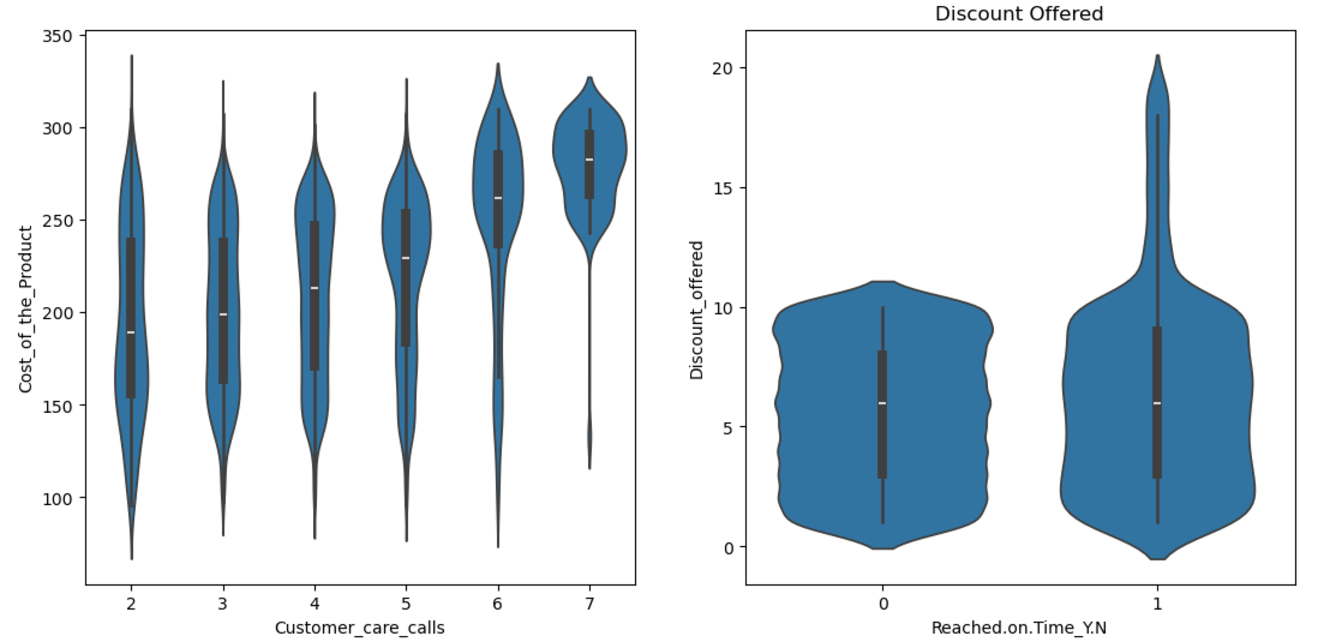 350
300
250
200
150
100
Cost_of_the_Product
2 3 4 5 6 7
Customer_care_calls
Discount Offered
20
15
10
5
0
Discount_offered
0 1
Reached.on.Time_Y.N